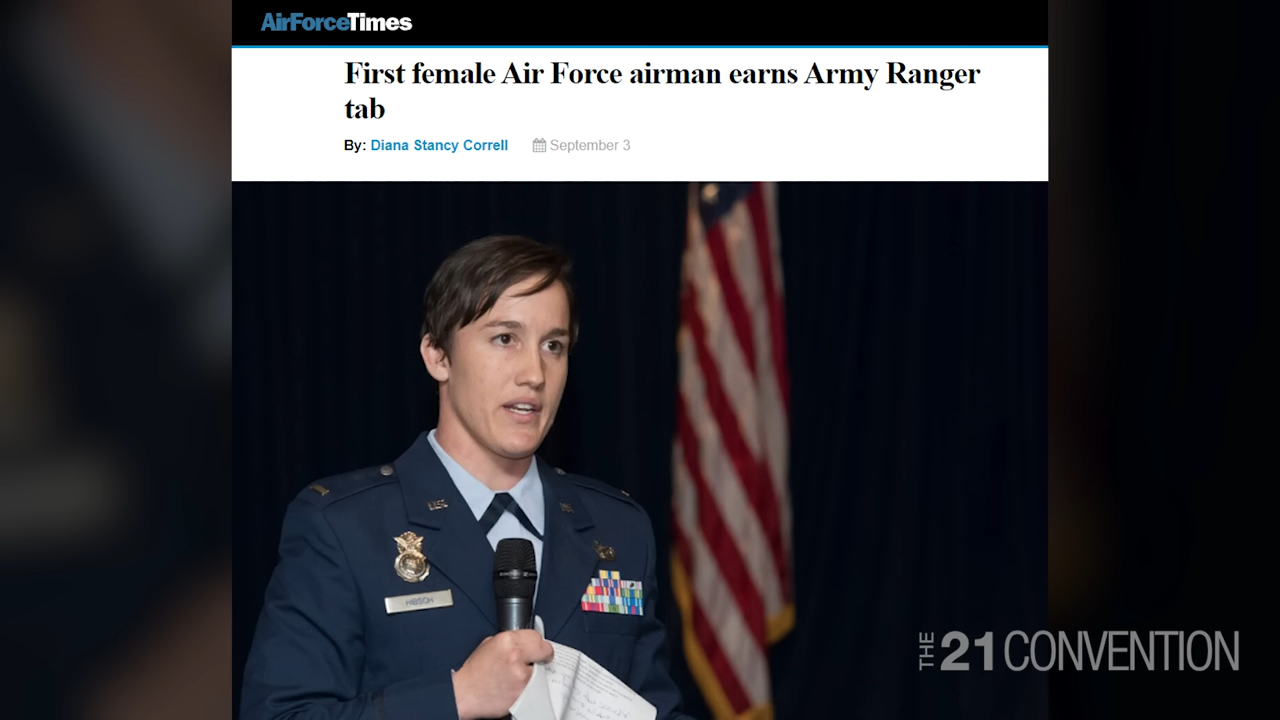 AirForceTimes
First female Air Force airman earns Army Ranger
tab
By: Diana Stancy Correll September 3
U.S.
HIBSCH
THE 21 CONVENTION